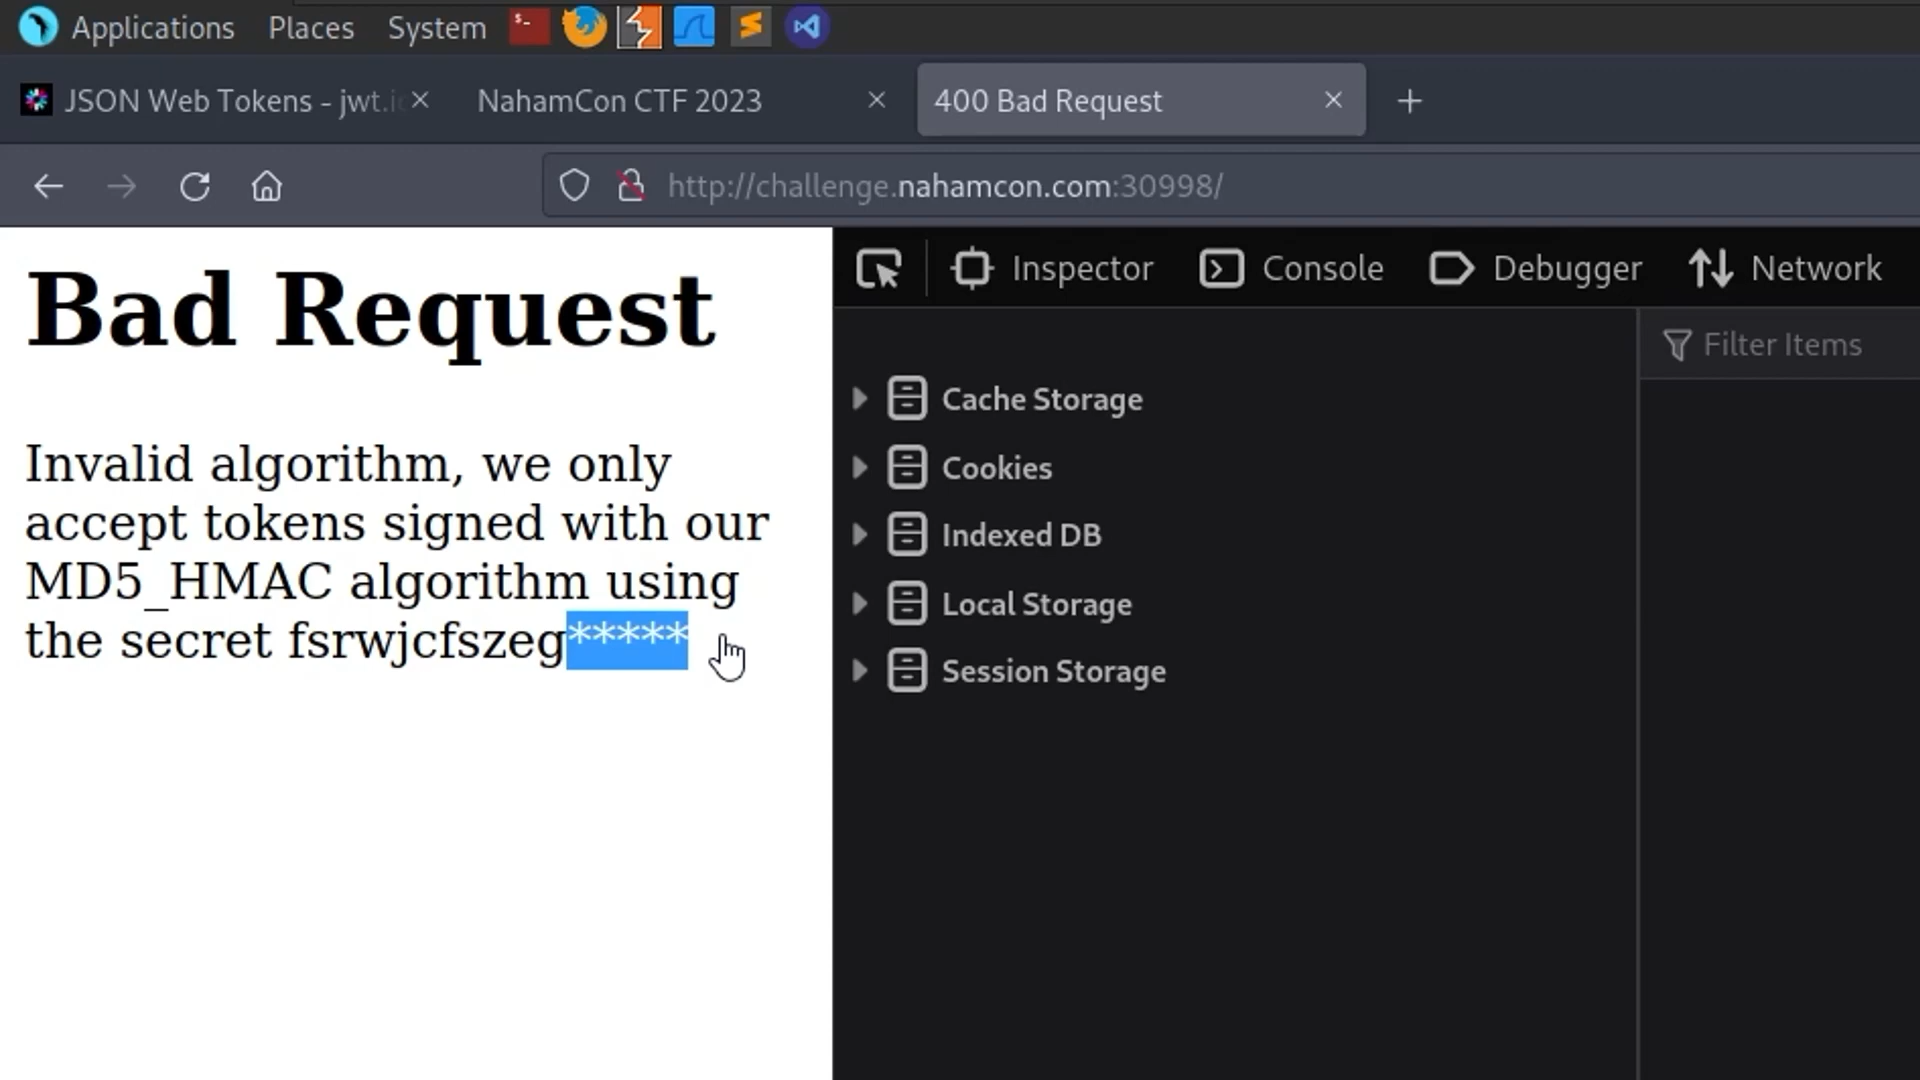 Applications Places System
JSON Web Tokens - jwt.i
NahamCon CTF 2023
400 Bad Request
http://challenge.nahamcon.com:30998/
Bad Request
Invalid algorithm, we only
accept tokens signed with our
MD5_HMAC algorithm using
the secret fsrwjcfszeg*****
Inspector Console Debugger Network
Filter Items
Cache Storage
Cookies
Indexed DB
Local Storage
Session Storage